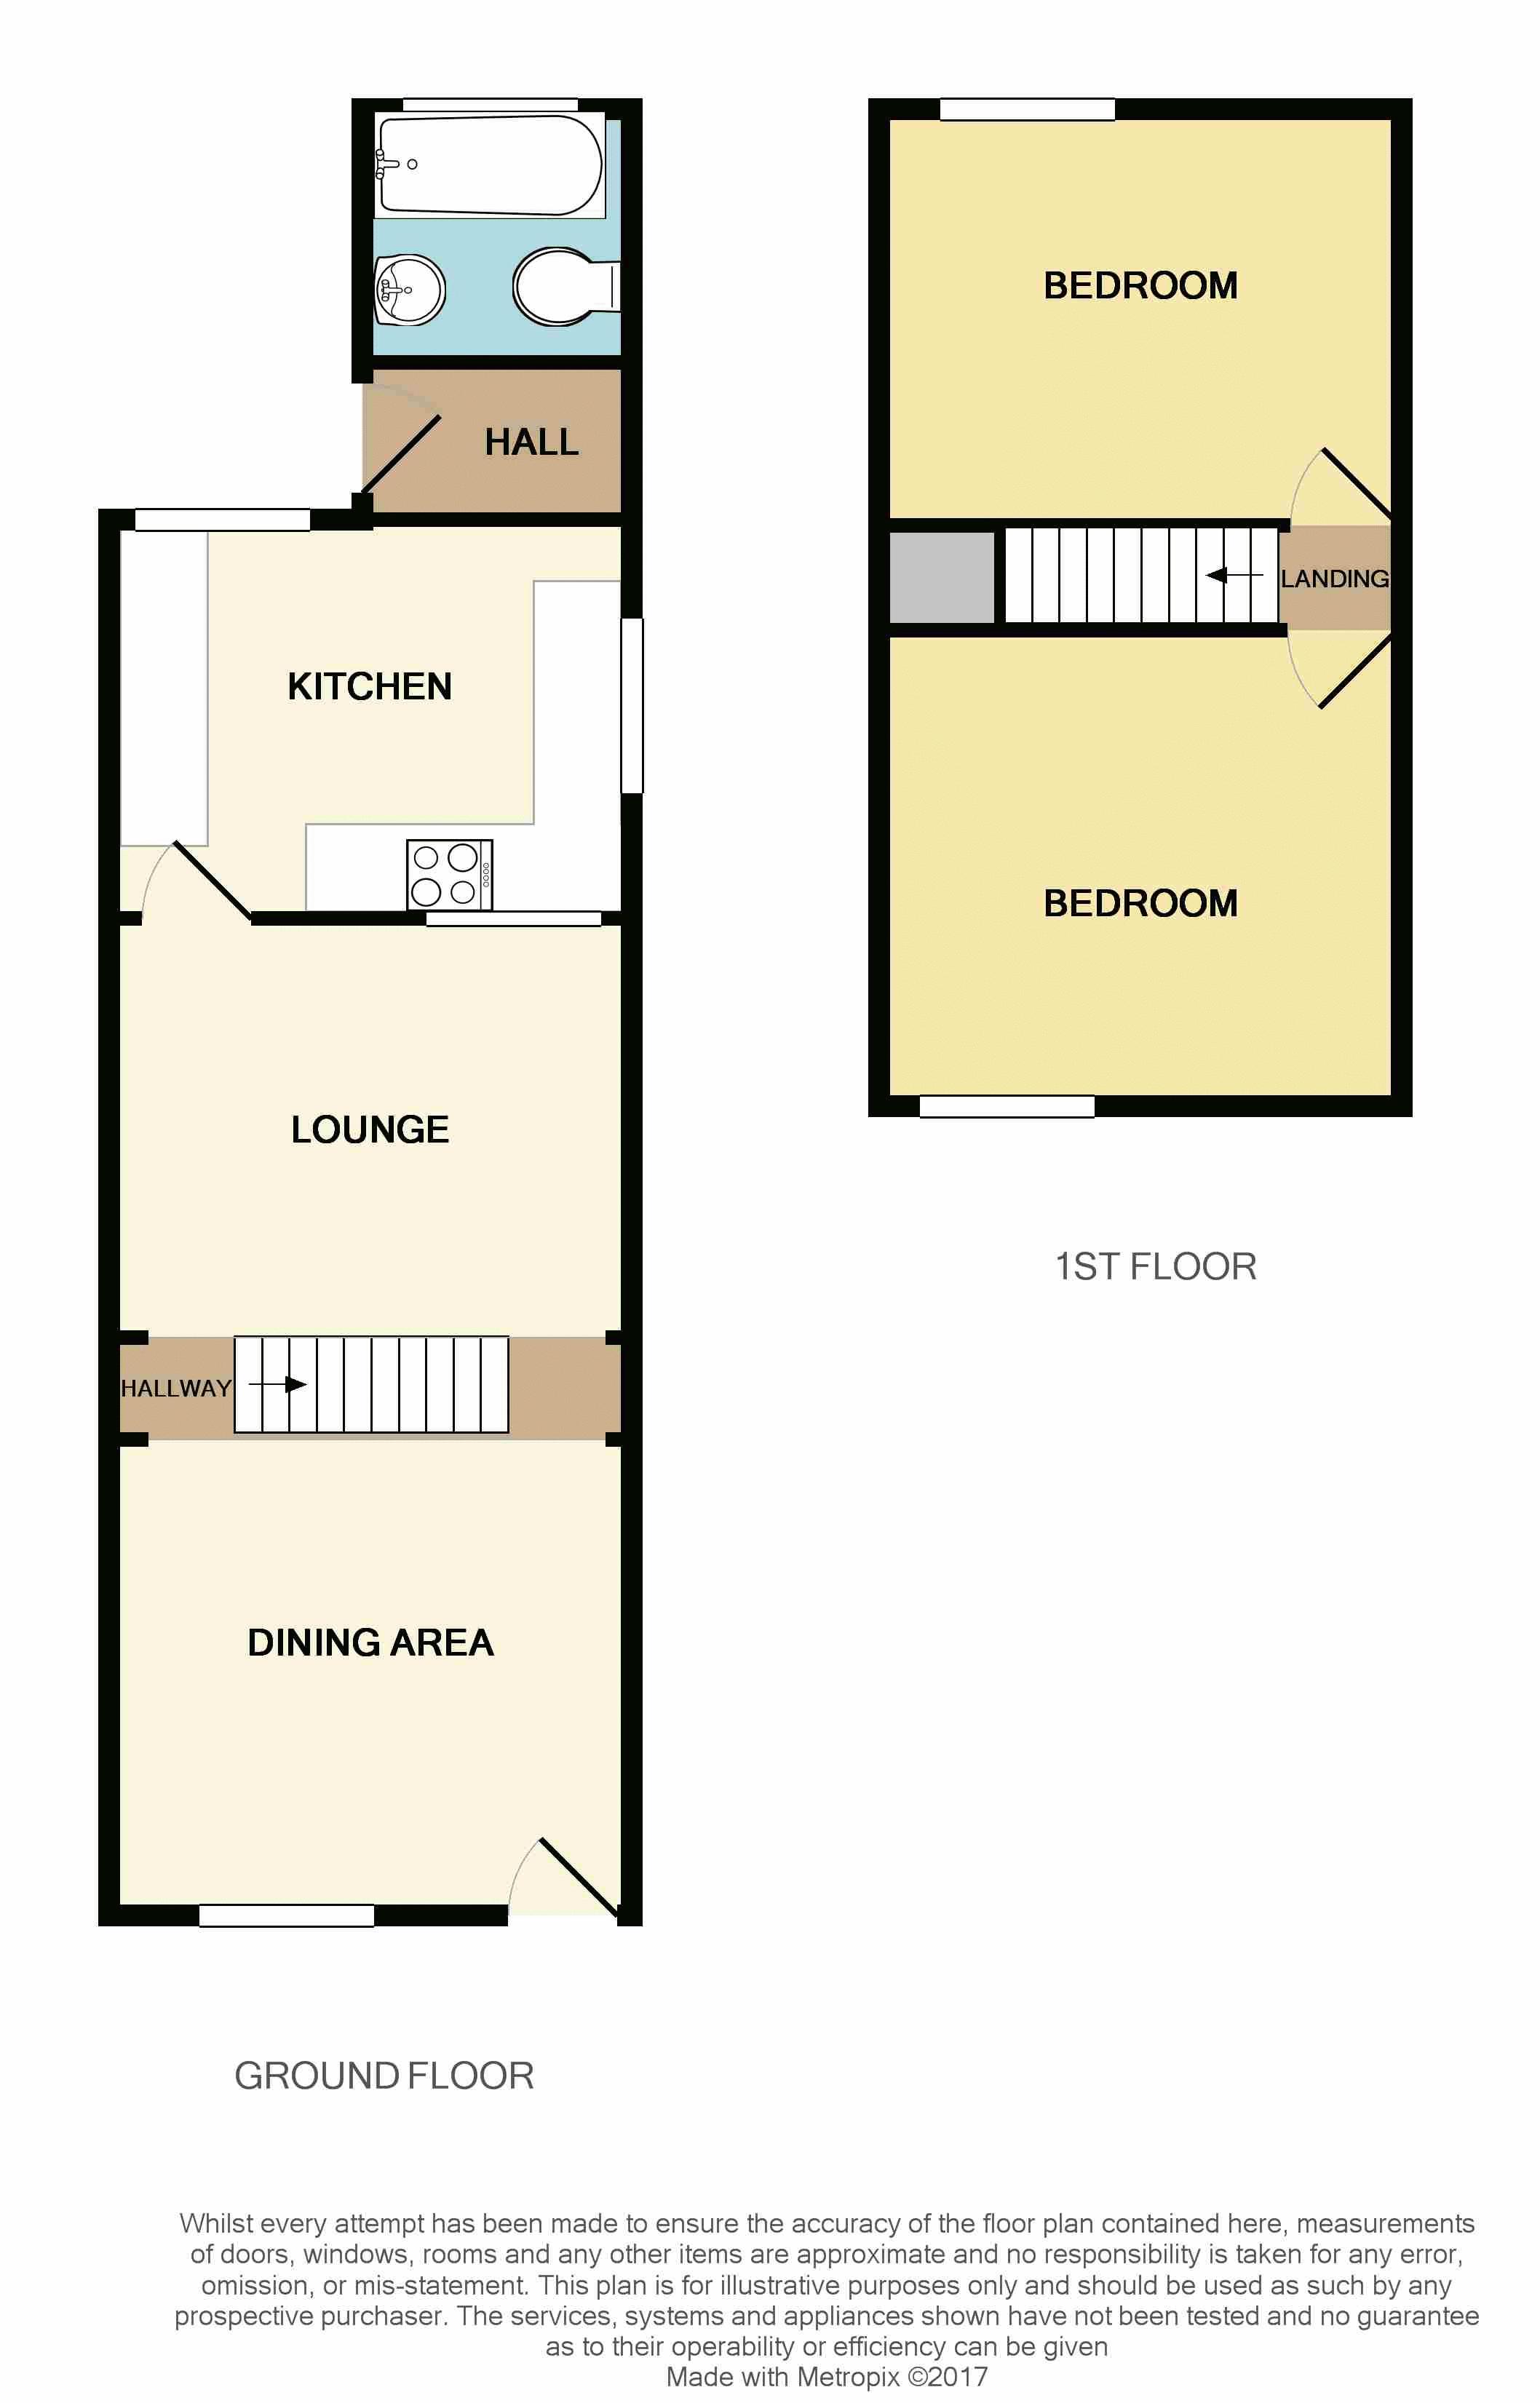 BEDROOM
HALL
LANDING
KITCHEN
BEDROOM
LOUNGE
1ST FLOOR
HALLWAY
DINING AREA
GROUND FLOOR
Whilst every attempt has been made to ensure the accuracy of the floor plan contained here, measurements
of doors, windows, rooms and any other items are approximate and no responsibility is taken for any error,
omission, or mis-statement. This plan is for illustrative purposes only and should be used as such by any
prospective purchaser. The services, systems and appliances shown have not been tested and no guarantee
as to their operability or efficiency can be given
Made with Metropix ©2017